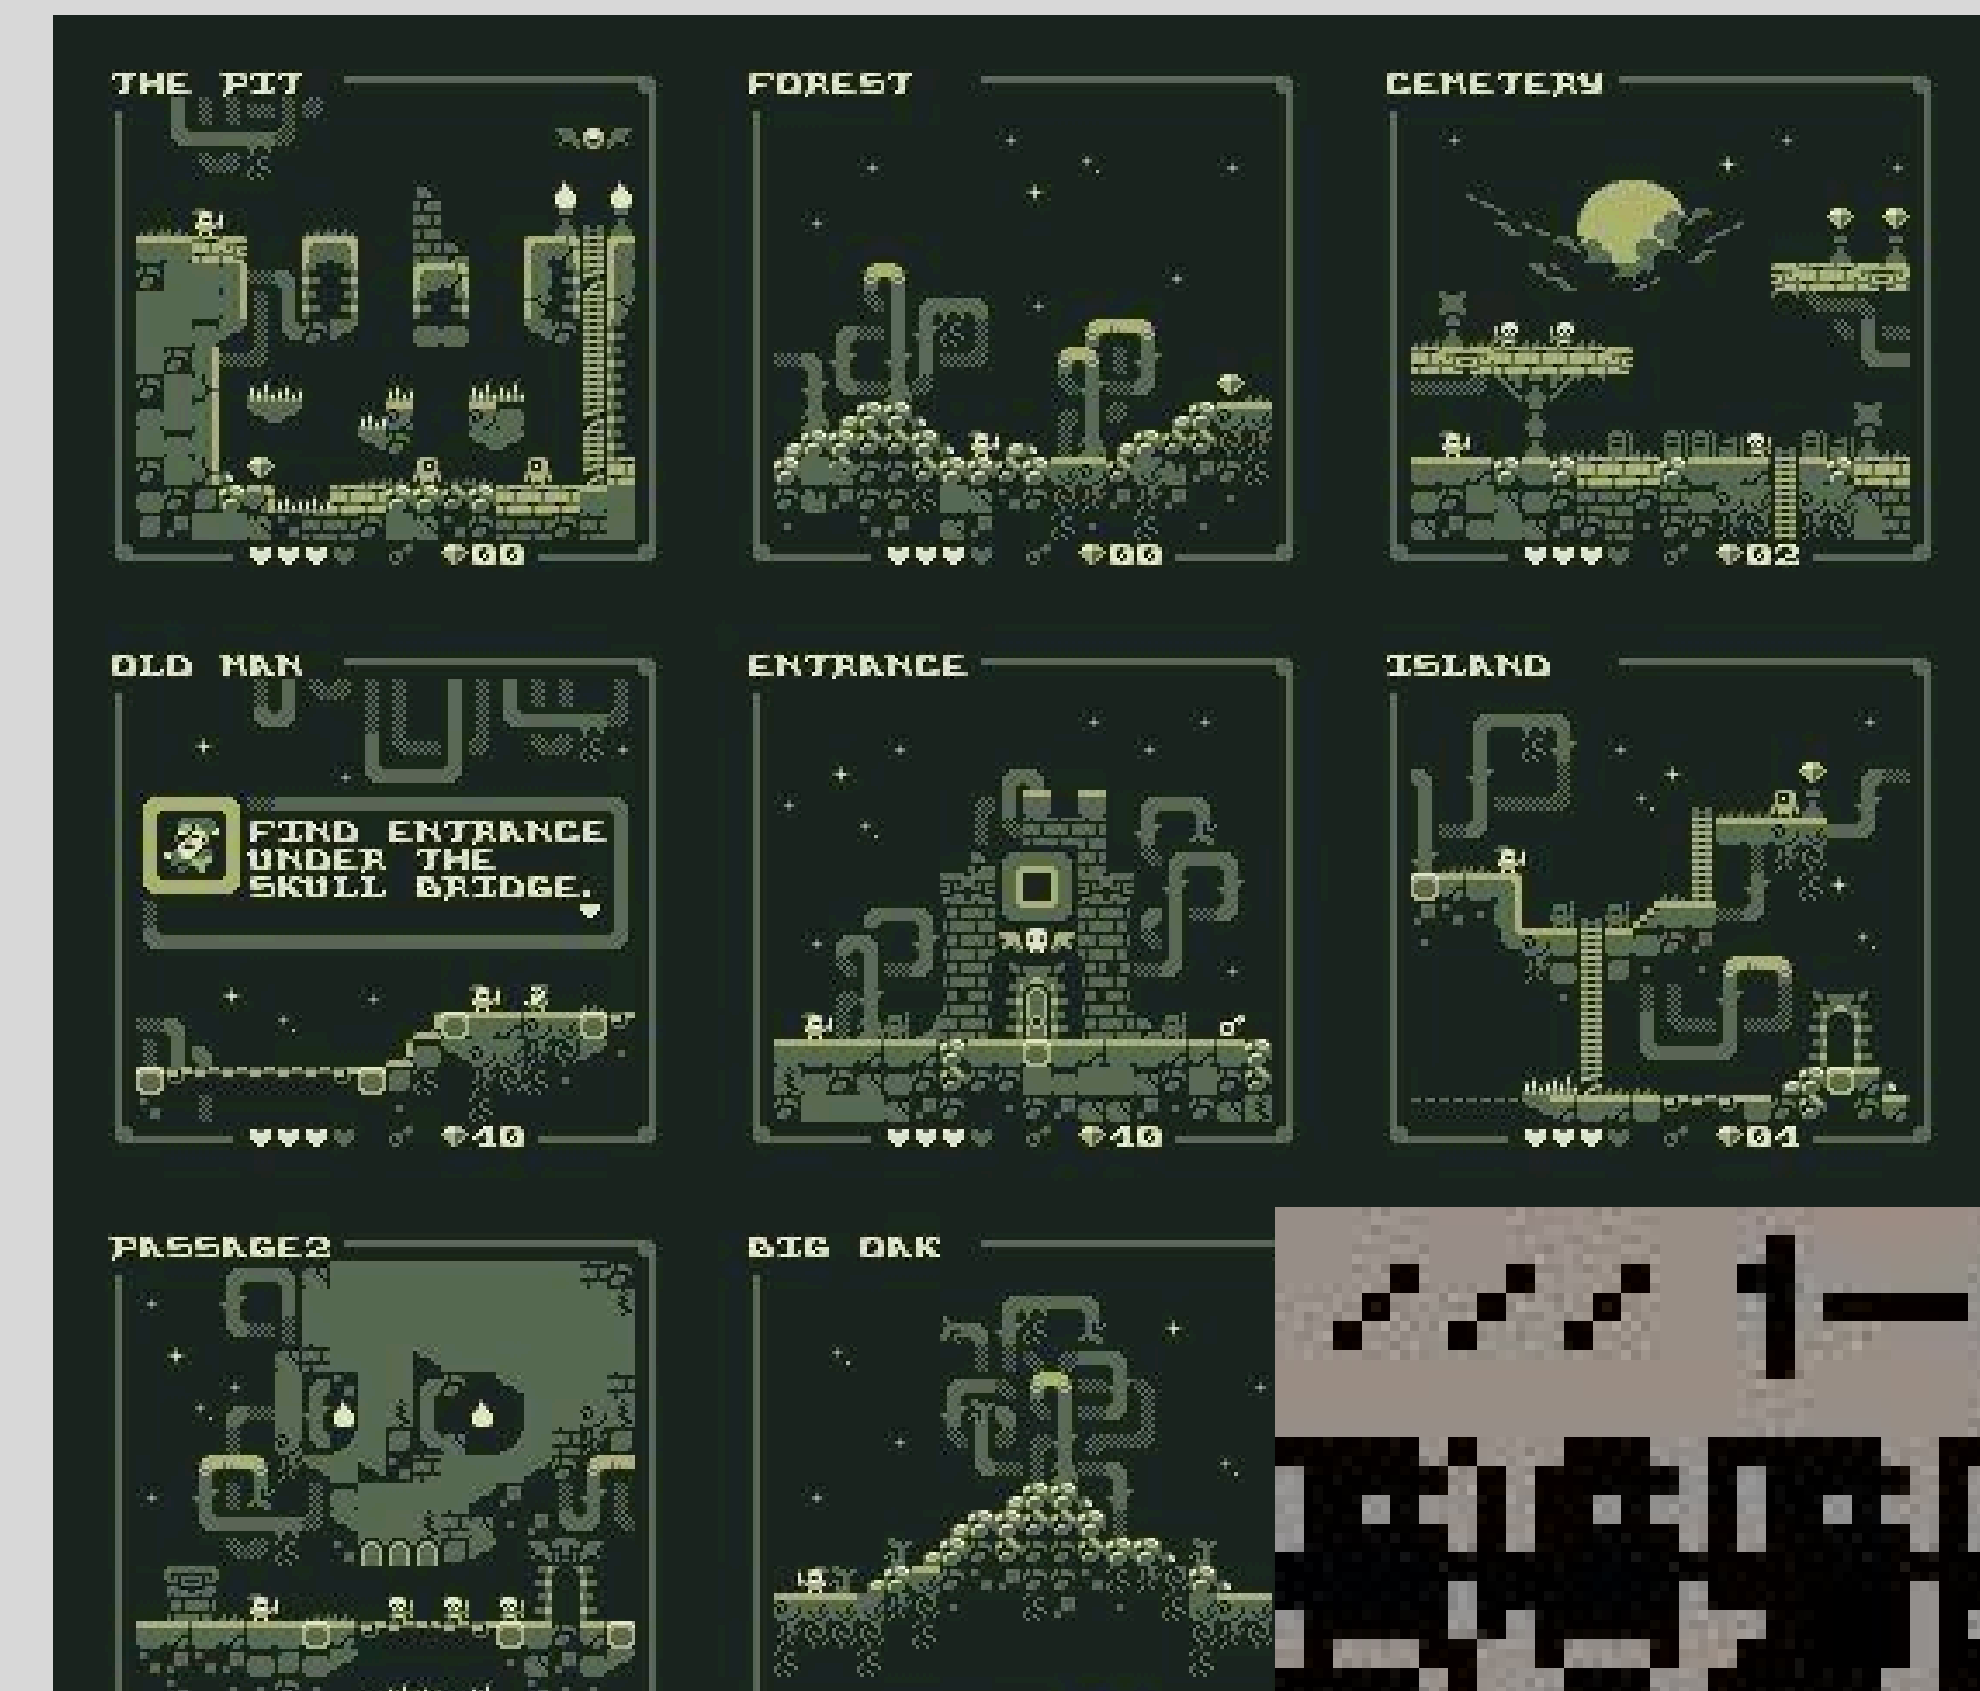 THE PIT
FOREST
CEMETERY
00
00
02
OLD MAN
ENTRANCE
ISLAND
FIND ENTRANCE
UNDER THE
SKULL BRIDGE.
10
10
04
PASSAGE2
BIG OAK